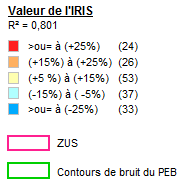 Valeur de l'IRIS
R² = 0,801
>ou= à (+25%) (24)
(+15%) à (+25%) (26)
(+5 %) à (+15%) (53)
(-15%) à ( -5%) (37)
>ou= à (-25%) (33)
ZUS
Contours de bruit du PEB